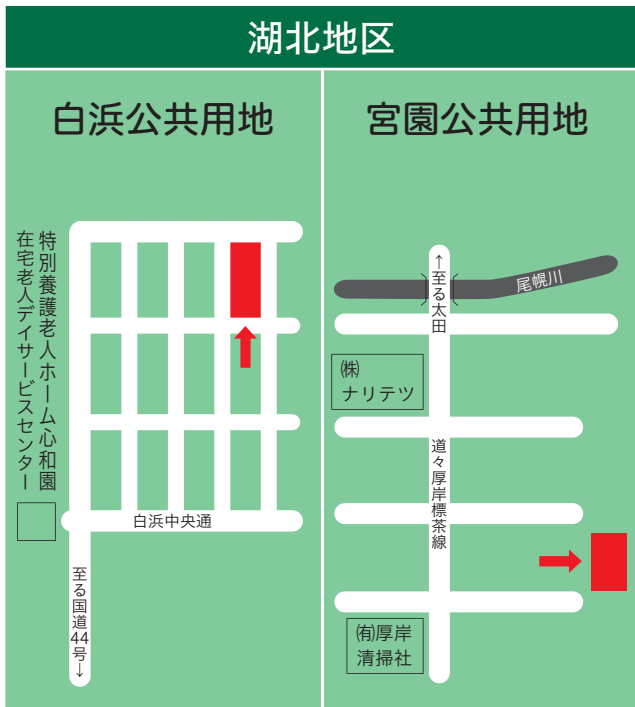 湖北地区
白浜公共用地
特別養護老人ホーム心和園
在宅老人デイサービスセンター
白浜中央通
至る国道44号↓
宮園公共用地
尾幌川
↑至る太田
㈱
ナリテツ
道々厚岸標茶線
㈲厚岸
清掃社